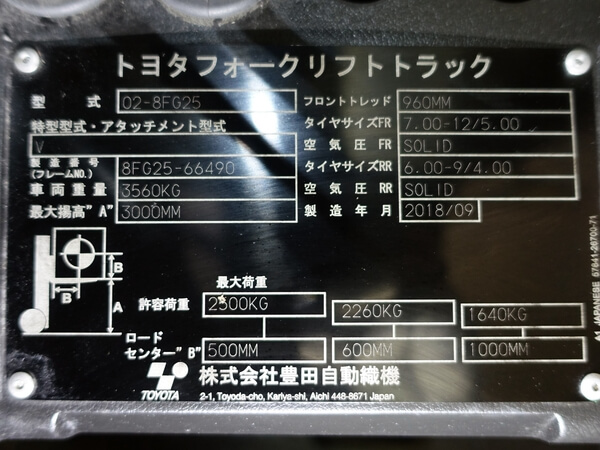 トヨタフォークリフトトラック
型 式 02-8FG25 フロントトレッド 960MM
特型型式・アタッチメント型式 タイヤサイズFR 7.00-12/5.00
V 空気圧 FR SOLID
製造番号 (フレームNO.) 8FG25-66490 タイヤサイズRR 6.00-9/4.00
車両重量 3560KG 空気圧 RR SOLID
最大揚高"A" 3000MM 製造年月 2018/09
B
B
A
最大荷重
許容荷重 2500KG 2260KG 1640KG
ロード
センター"B" 500MM 600MM 1000MM
TOYOTA 株式会社豊田自動織機
2-1, Toyoda-cho, Kariya-shi, Aichi 448-8671 Japan
A1 JAPANESE 57841-26700-71